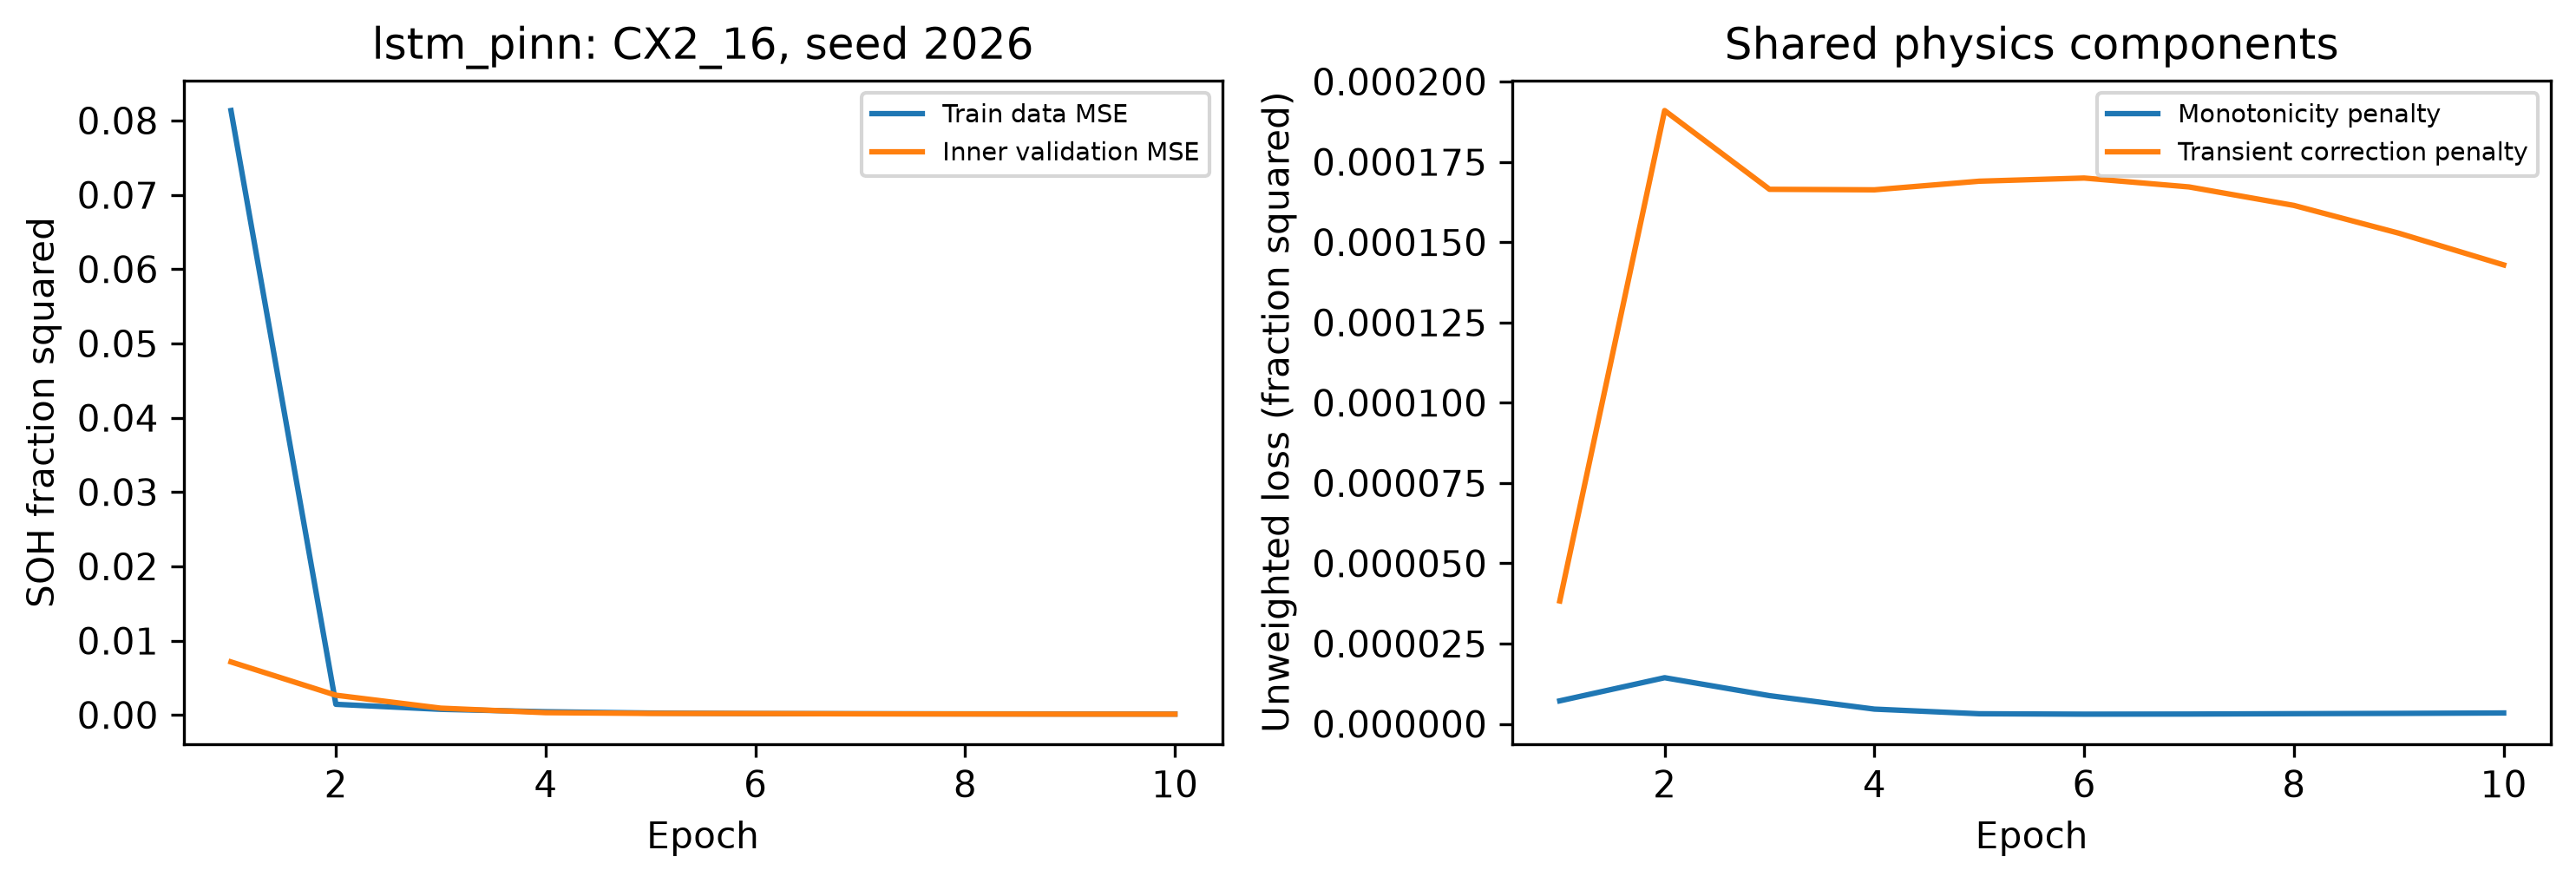 lstm_pinn: CX2_16, seed 2026
SOH fraction squared
0.08
0.07
0.06
0.05
0.04
0.03
0.02
0.01
0.00
Train data MSE
Inner validation MSE
2 4 6 8 10
Epoch
Shared physics components
Unweighted loss (fraction squared)
0.000200
0.000175
0.000150
0.000125
0.000100
0.000075
0.000050
0.000025
0.000000
Monotonicity penalty
Transient correction penalty
2 4 6 8 10
Epoch